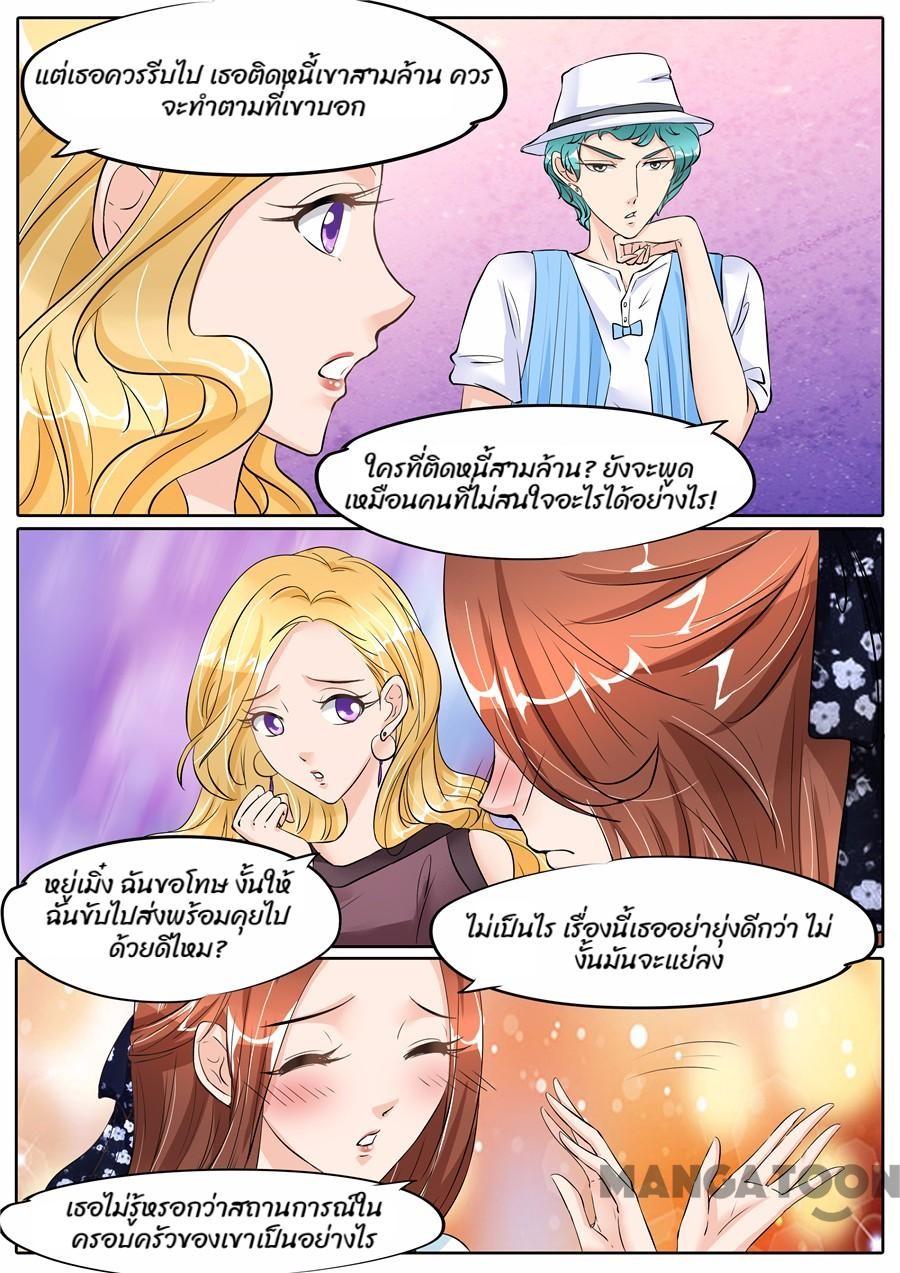 แต่เธอควรรีบไป เธอติดหนี้เขาสามล้าน ควร
จะทำตามที่เขาบอก
ใครที่ติดหนี้สามล้าน? ยังจะพูด
เหมือนคนที่ไม่สนใจอะไรได้อย่างไร!
หยู่เมิ๋ง ฉันขอโทษ งั้นให้
ฉันขับไปส่งพร้อมคุยไป
ด้วยดีไหม?
ไม่เป็นไร เรื่องนี้เธออย่ายุ่งดีกว่า ไม่
งั้นมันจะแย่ลง
เธอไม่รู้หรอกว่าสถานการณ์ใน
ครอบครัวของเขาเป็นอย่างไร
MANGATOON